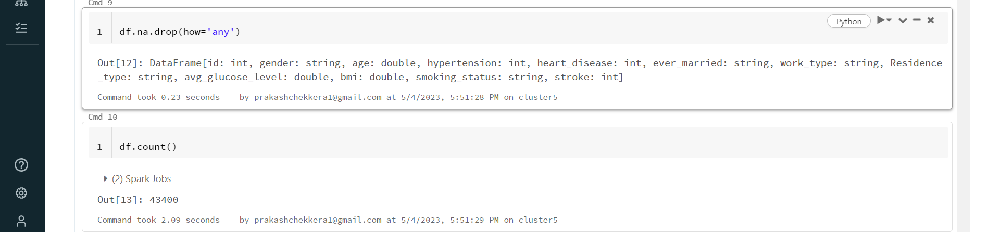 Cmd 9
Python
1 df.na.drop(how='any')
Out[12]: DataFrame[id: int, gender: string, age: double, hypertension: int, heart_disease: int, ever_married: string, work_type: string, Residence
_type: string, avg_glucose_level: double, bmi: double, smoking_status: string, stroke: int]
Command took 0.23 seconds -- by prakashchekkera1@gmail.com at 5/4/2023, 5:51:28 PM on cluster5
Cmd 10
1 df.count()
(2) Spark Jobs
Out[13]: 43400
Command took 2.09 seconds -- by prakashchekkera1@gmail.com at 5/4/2023, 5:51:29 PM on cluster5